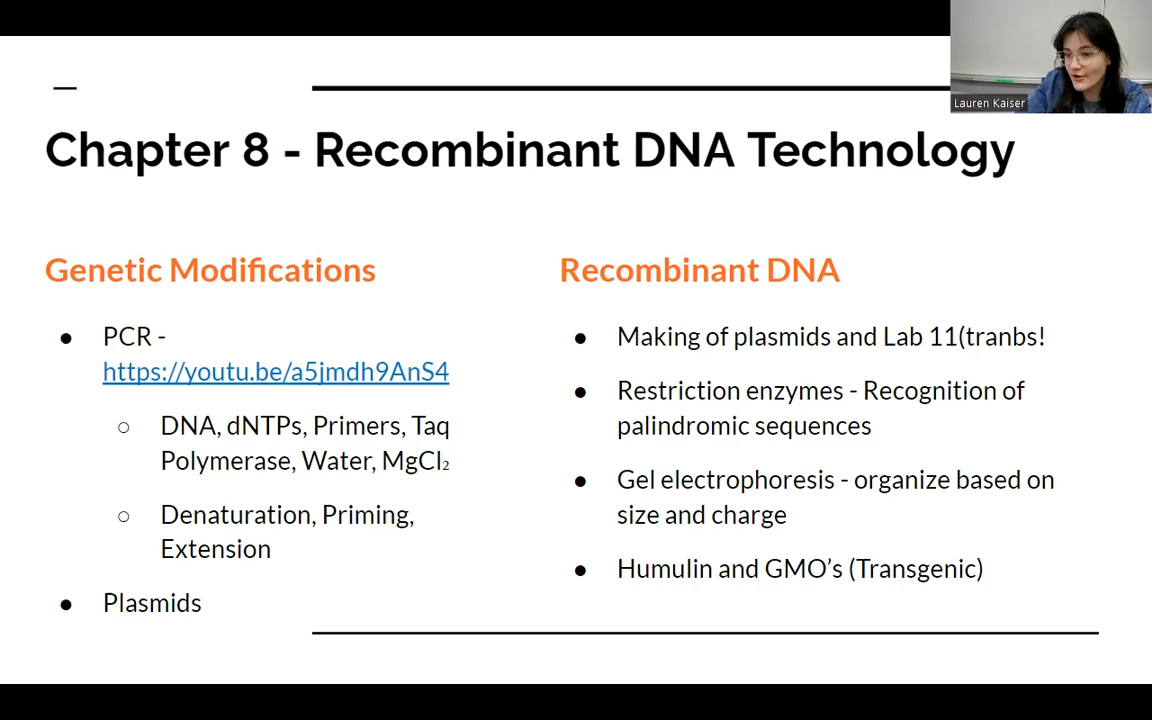 Lauren Kaiser
Chapter 8 - Recombinant DNA Technology
Genetic Modifications
● PCR -
https://youtu.be/a5jmdh9AnS4
○ DNA, dNTPs, Primers, Taq
Polymerase, Water, MgCl₂
○ Denaturation, Priming,
Extension
● Plasmids
Recombinant DNA
● Making of plasmids and Lab 11(tranbs!
● Restriction enzymes - Recognition of
palindromic sequences
● Gel electrophoresis - organize based on
size and charge
● Humulin and GMO’s (Transgenic)